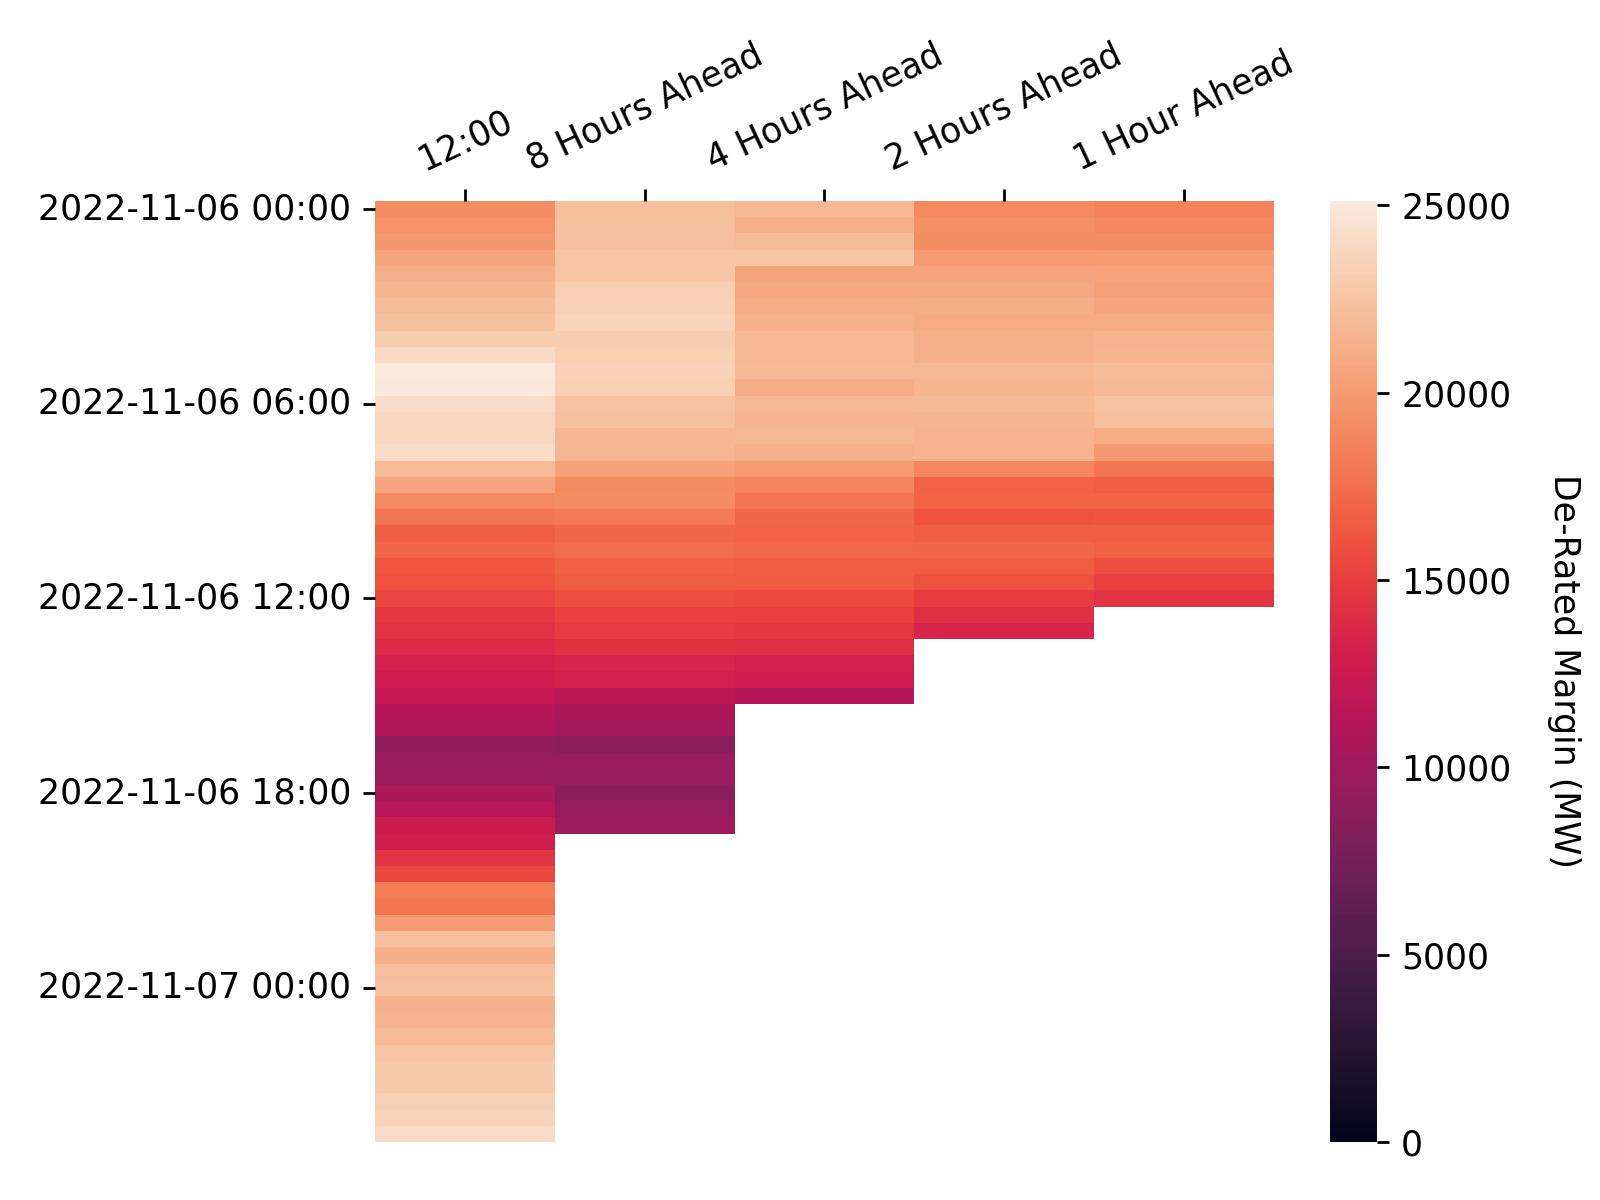 12:00
8 Hours Ahead
4 Hours Ahead
2 Hours Ahead
1 Hour Ahead
2022-11-06 00:00
2022-11-06 06:00
2022-11-06 12:00
2022-11-06 18:00
2022-11-07 00:00
25000
20000
15000
10000
5000
0
De-Rated Margin (MW)